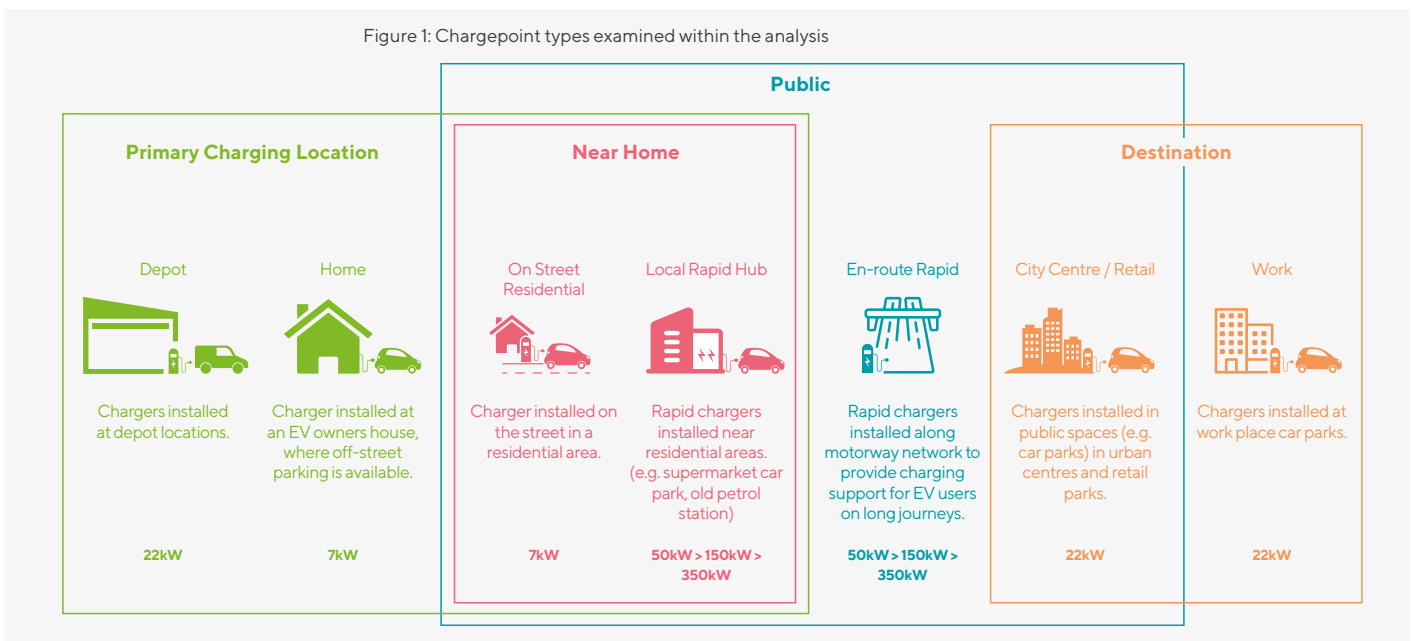 Figure 1: Chargepoint types examined within the analysis
Public
Primary Charging Location
Near Home
Destination
Depot
Chargers installed
at depot locations.
22kW
Home
Charger installed at
an EV owners house,
where off-street
parking is available.
7kW
On Street
Residential
Charger installed on
the street in a
residential area.
7kW
Local Rapid Hub
Rapid chargers
installed near
residential areas.
(e.g. supermarket car
park, old petrol
station)
50kW > 150kW >
350kW
En-route Rapid
Rapid chargers
installed along
motorway network to
provide charging
support for EV users
on long journeys.
50kW > 150kW >
350kW
City Centre / Retail
Chargers installed in
public spaces (e.g.
car parks) in urban
centres and retail
parks.
22kW
Work
Chargers installed at
work place car parks.
22kW